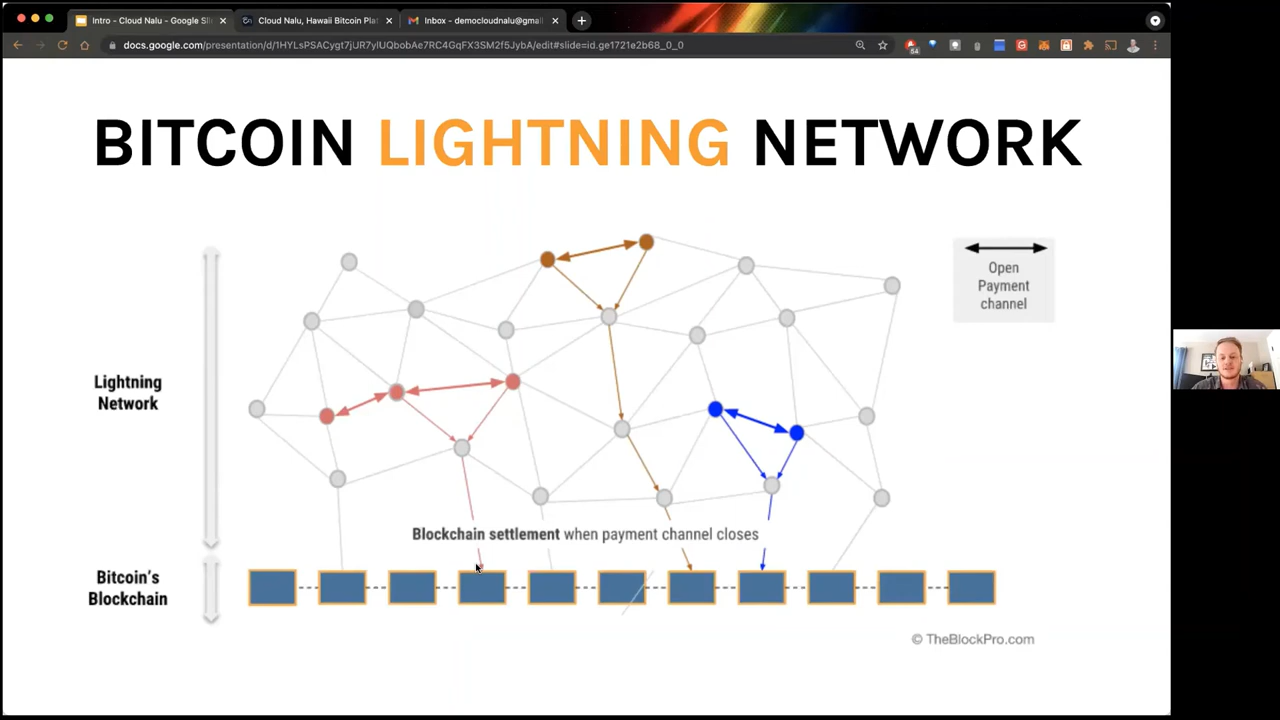 Intro - Cloud Nalu - Google Sli
Cloud Nalu, Hawaii Bitcoin Pla
Inbox - democloudnalu@gmai
docs.google.com/presentation/d/1HYLsPSACygt7jUR7yIUQbobAe7RC4GqFX3SM2f5JybA/edit#slide=id.ge1721e2b68_0_0
54
BITCOIN LIGHTNING NETWORK
Open
Payment
channel
Lightning
Network
Blockchain settlement when payment channel closes
Bitcoin's
Blockchain
© TheBlockPro.com